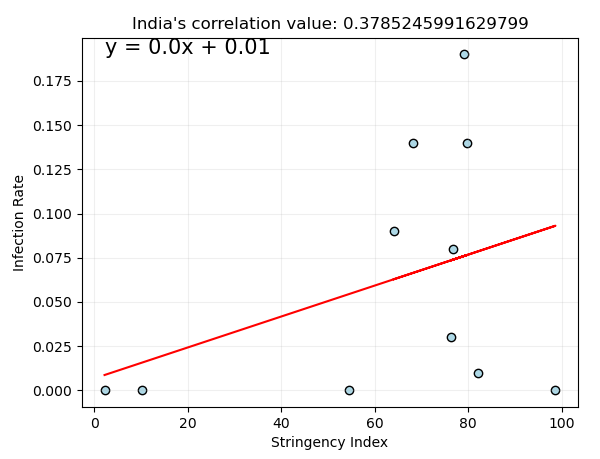 India's correlation value: 0.3785245991629799
y = 0.0x + 0.01
0.175
0.150
0.125
0.100
0.075
0.050
0.025
0.000
Infection Rate
0 20 40 60 80 100
Stringency Index